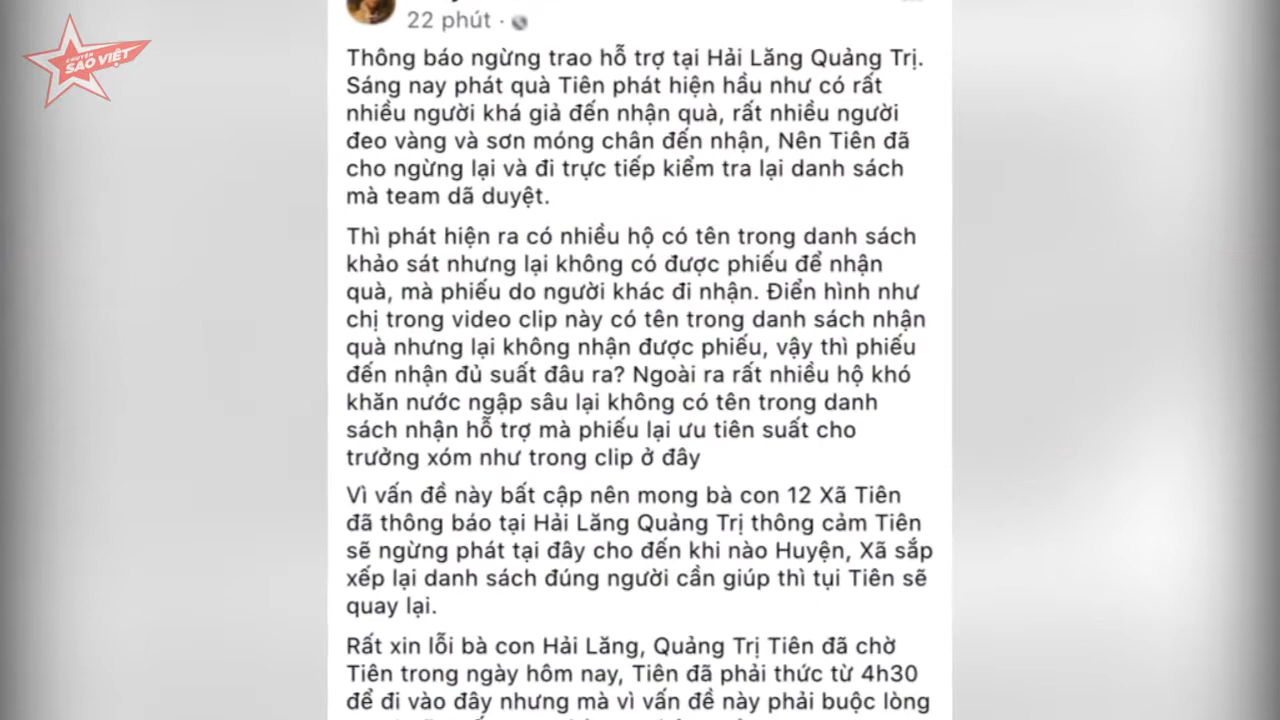 CHUYỆN
SAO VIỆT
22 phút ·
Thông báo ngừng trao hỗ trợ tại Hải Lăng Quảng Trị.
Sáng nay phát quà Tiên phát hiện hầu như có rất
nhiều người khá giả đến nhận quà, rất nhiều người
đeo vàng và sơn móng chân đến nhận, Nên Tiên đã
cho ngừng lại và đi trực tiếp kiểm tra lại danh sách
mà team dã duyệt.
Thì phát hiện ra có nhiều hộ có tên trong danh sách
khảo sát nhưng lại không có được phiếu để nhận
quà, mà phiếu do người khác đi nhận. Điển hình như
chị trong video clip này có tên trong danh sách nhận
quà nhưng lại không nhận được phiếu, vậy thì phiếu
đến nhận đủ suất đâu ra? Ngoài ra rất nhiều hộ khó
khăn nước ngập sâu lại không có tên trong danh
sách nhận hỗ trợ mà phiếu lại ưu tiên suất cho
trưởng xóm như trong clip ở đây
Vì vấn đề này bất cập nên mong bà con 12 Xã Tiên
đã thông báo tại Hải Lăng Quảng Trị thông cảm Tiên
sẽ ngừng phát tại đây cho đến khi nào Huyện, Xã sắp
xếp lại danh sách đúng người cần giúp thì tụi Tiên sẽ
quay lại.
Rất xin lỗi bà con Hải Lăng, Quảng Trị Tiên đã chờ
Tiên trong ngày hôm nay, Tiên đã phải thức từ 4h30
để đi vào đây nhưng mà vì vấn đề này phải buộc lòng